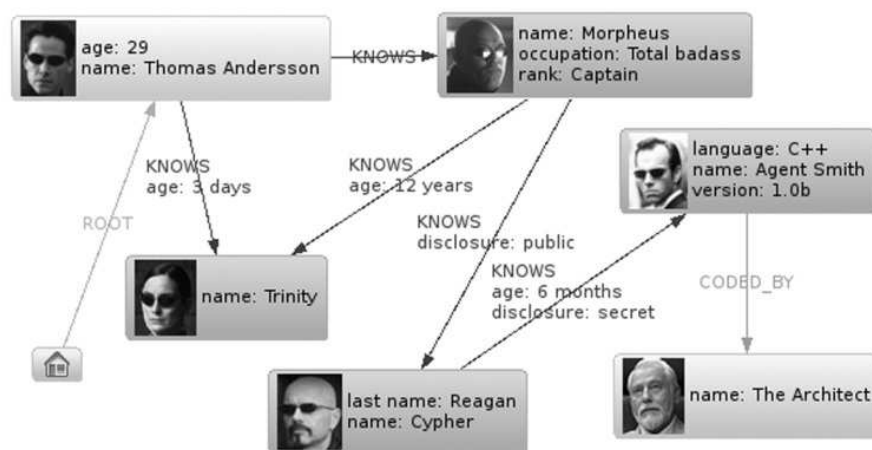 age: 29
name: Thomas Andersson
KNOWS
name: Morpheus
occupation: Total badass
rank: Captain
KNOWS
age: 3 days
KNOWS
age: 12 years
language: C++
name: Agent Smith
version: 1.0b
ROOT
KNOWS
disclosure: public
KNOWS
age: 6 months
disclosure: secret
CODED_BY
name: Trinity
last name: Reagan
name: Cypher
name: The Architect